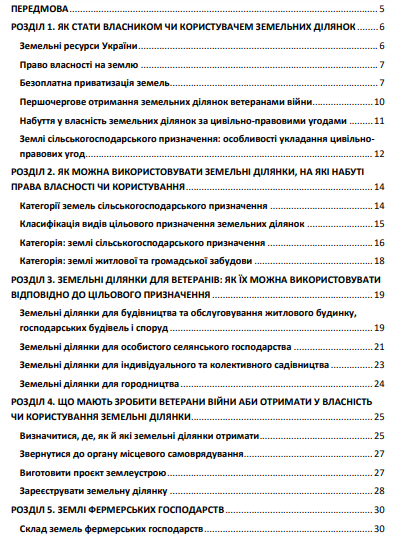 ПЕРЕДМОВА ........ 5
РОЗДІЛ 1. ЯК СТАТИ ВЛАСНИКОМ ЧИ КОРИСТУВАЧЕМ ЗЕМЕЛЬНИХ ДІЛЯНОК ........ 6
Земельні ресурси України ........ 6
Право власності на землю ........ 7
Безоплатна приватизація земель ........ 7
Першочергове отримання земельних ділянок ветеранами війни ........ 10
Набуття у власність земельних ділянок за цивільно-правовими угодами ........ 11
Землі сільськогосподарського призначення: особливості укладання цивільно-
правових угод ........ 12
РОЗДІЛ 2. ЯК МОЖНА ВИКОРИСТОВУВАТИ ЗЕМЕЛЬНІ ДІЛЯНКИ, НА ЯКІ НАБУТІ
ПРАВА ВЛАСНОСТІ ЧИ КОРИСТУВАННЯ ........ 14
Категорії земель сільськогосподарського призначення ........ 14
Класифікація видів цільового призначення земельних ділянок ........ 15
Категорія: землі сільськогосподарського призначення ........ 16
Категорія: землі житлової та громадської забудови ........ 18
РОЗДІЛ 3. ЗЕМЕЛЬНІ ДІЛЯНКИ ДЛЯ ВЕТЕРАНІВ: ЯК ЇХ МОЖНА ВИКОРИСТОВУВАТИ
ВІДПОВІДНО ДО ЦІЛЬОВОГО ПРИЗНАЧЕННЯ ........ 19
Земельні ділянки для будівництва та обслуговування житлового будинку,
господарських будівель і споруд ........ 19
Земельні ділянки для особистого селянського господарства ........ 21
Земельні ділянки для індивідуального та колективного садівництва ........ 23
Земельні ділянки для городництва ........ 24
РОЗДІЛ 4. ЩО МАЮТЬ ЗРОБИТИ ВЕТЕРАНИ ВІЙНИ АБИ ОТРИМАТИ У ВЛАСНІСТЬ
ЧИ КОРИСТУВАННЯ ЗЕМЕЛЬНІ ДІЛЯНКИ ........ 25
Визначитися, де, як й які земельні ділянки отримати ........ 25
Звернутися до органу місцевого самоврядування ........ 27
Виготовити проєкт землеустрою ........ 27
Зареєструвати земельну ділянку ........ 28
РОЗДІЛ 5. ЗЕМЛІ ФЕРМЕРСЬКИХ ГОСПОДАРСТВ ........ 30
Склад земель фермерських господарств ........ 30